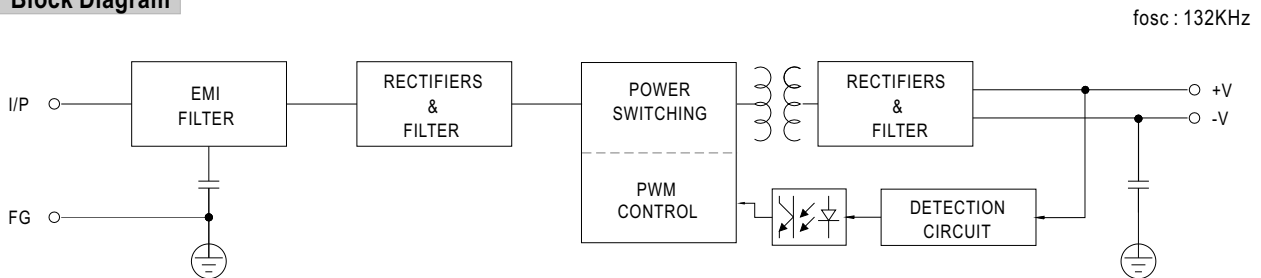 Block Diagram
fosc : 132KHz
I/P
EMI
FILTER
RECTIFIERS
&
FILTER
POWER
SWITCHING
RECTIFIERS
&
FILTER
+V
-V
PWM
CONTROL
DETECTION
CIRCUIT
FG